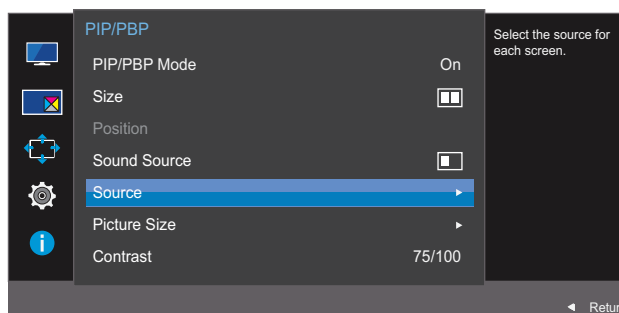 PIP/PBP
PIP/PBP Mode On
Size
Position
Sound Source
Source
Picture Size
Contrast 75/100
Select the source for
each screen.
Retur